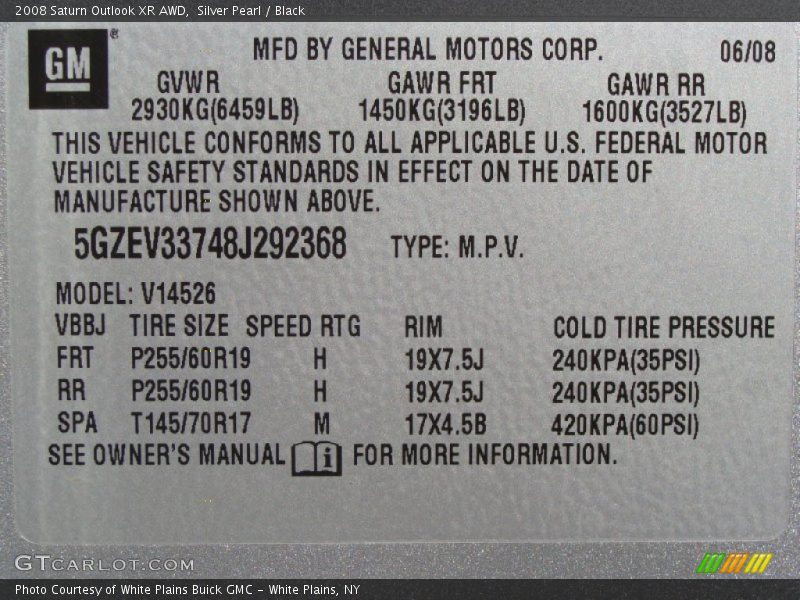 2008 Saturn Outlook XR AWD, Silver Pearl / Black
GM ®
MFD BY GENERAL MOTORS CORP. 06/08
GVWR GAWR FRT GAWR RR
2930KG(6459LB) 1450KG(3196LB) 1600KG(3527LB)
THIS VEHICLE CONFORMS TO ALL APPLICABLE U.S. FEDERAL MOTOR
VEHICLE SAFETY STANDARDS IN EFFECT ON THE DATE OF
MANUFACTURE SHOWN ABOVE.
5GZEV33748J292368 TYPE: M.P.V.
MODEL: V14526
VBBJ TIRE SIZE SPEED RTG RIM COLD TIRE PRESSURE
FRT P255/60R19 H 19X7.5J 240KPA(35PSI)
RR P255/60R19 H 19X7.5J 240KPA(35PSI)
SPA T145/70R17 M 17X4.5B 420KPA(60PSI)
SEE OWNER'S MANUAL i FOR MORE INFORMATION.
GTCARLOT.COM
Photo Courtesy of White Plains Buick GMC - White Plains, NY